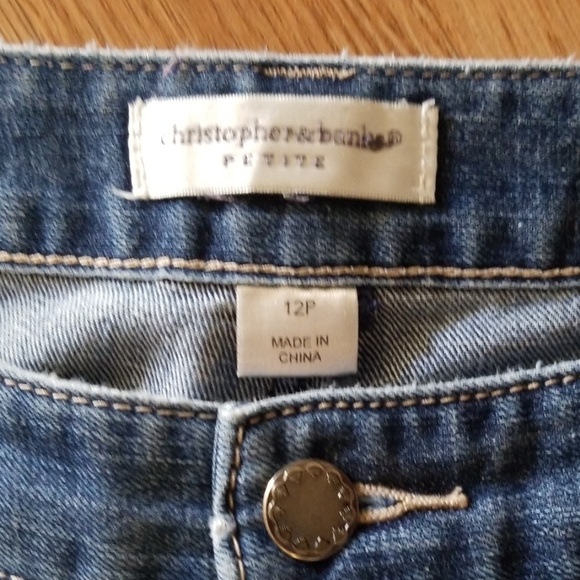 christopher & banks®
PETITE
12P
MADE IN
CHINA